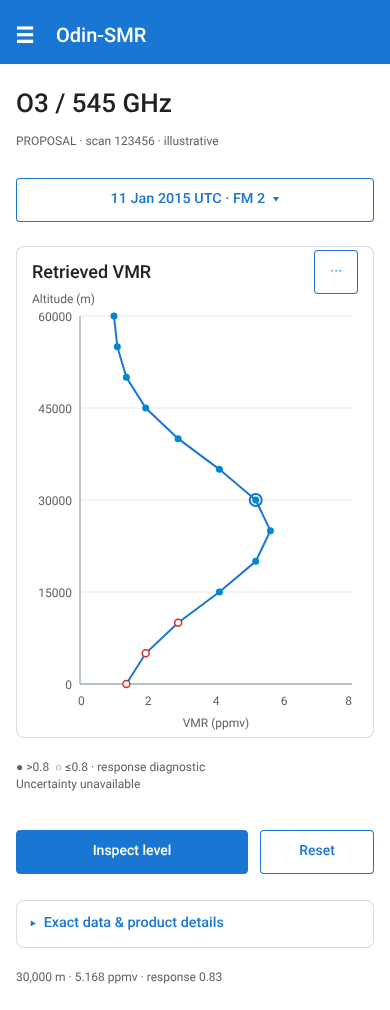 Odin-SMR
O3 / 545 GHz
PROPOSAL · scan 123456 · illustrative
11 Jan 2015 UTC · FM 2 ▾
Retrieved VMR
...
Altitude (m)
60000
45000
30000
15000
0
0 2 4 6 8
VMR (ppmv)
● >0.8 ○ ≤0.8 · response diagnostic
Uncertainty unavailable
Inspect level
Reset
▸ Exact data & product details
30,000 m · 5.168 ppmv · response 0.83